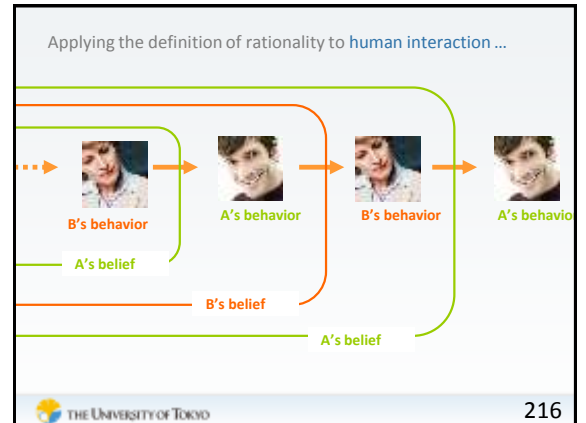 Applying the definition of rationality to human interaction ...
B's behavior
A's behavior
B's behavior
A's behavio
A's belief
B's belief
A's belief
THE UNIVERSITY OF TOKYO
216